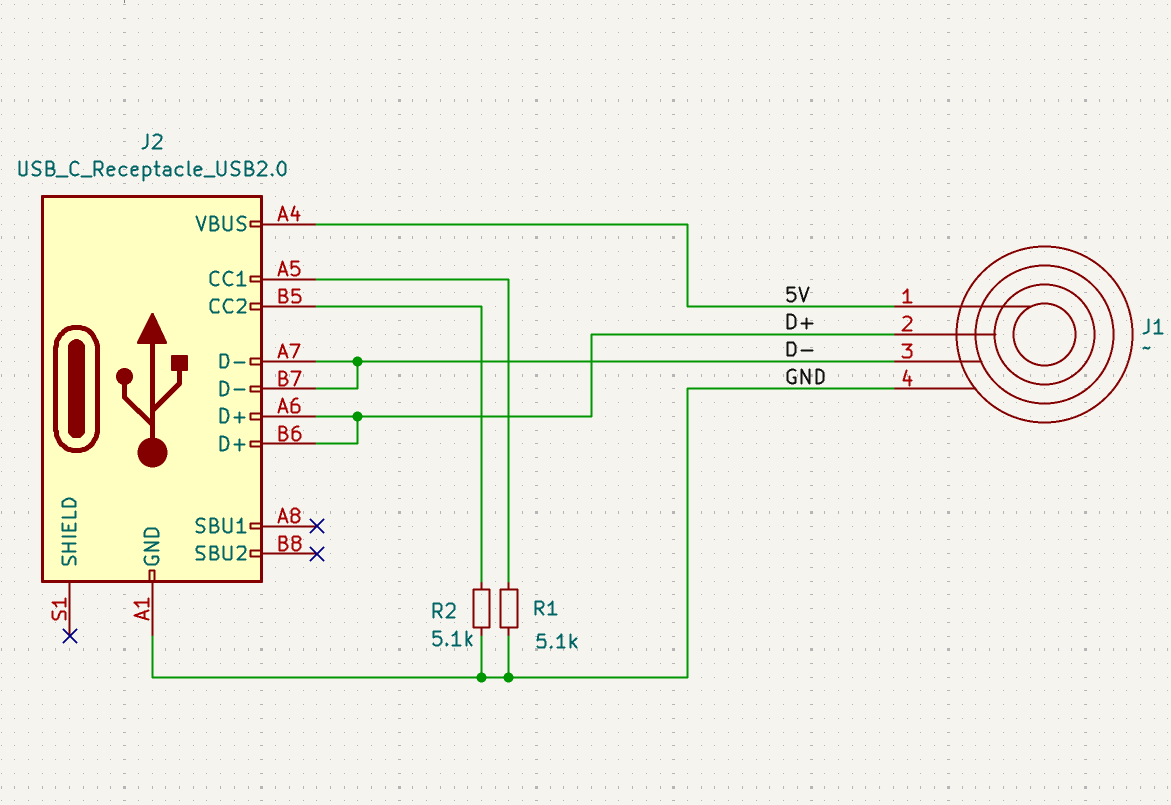 J2
USB_C_Receptacle_USB2.0
VBUS A4
CC1 A5
CC2 B5
D- A7
D- B7
D+ A6
D+ B6
SBU1 A8
SBU2 B8
SHIELD
GND
S1
A1
R2
5.1k
R1
5.1k
5V 1
D+ 2
D- 3
GND 4
J1
~